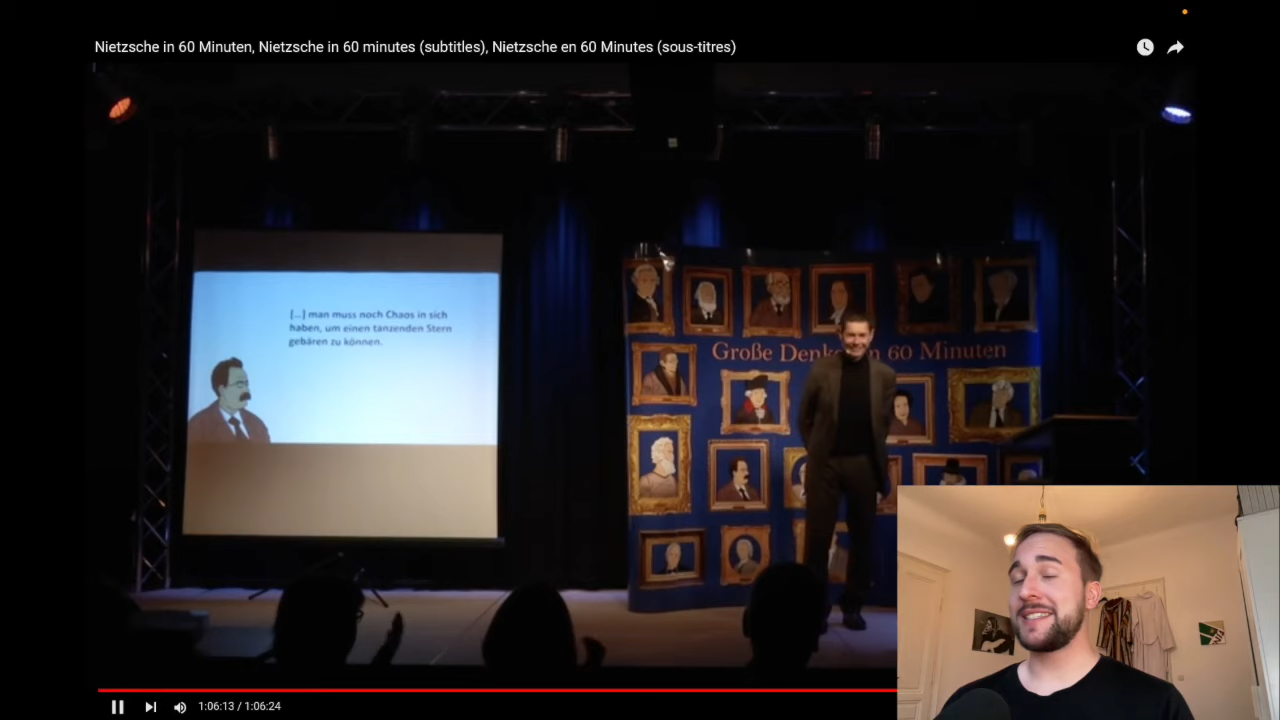 Nietzsche in 60 Minuten, Nietzsche in 60 minutes (subtitles), Nietzsche en 60 Minutes (sous-titres)
[...] man muss noch Chaos in sich
haben, um einen tanzenden Stern
gebären zu können.
Große Denk in 60 Minuten
1:06:13 / 1:06:24